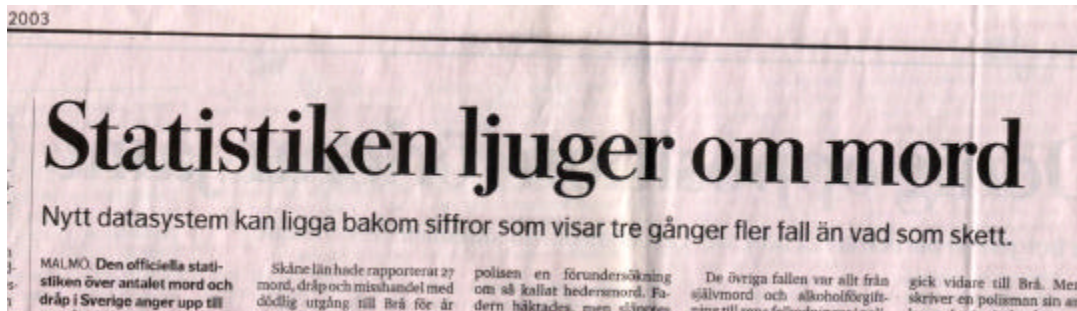 2003
Statistiken ljuger om mord
Nytt datasystem kan ligga bakom siffror som visar tre gånger fler fall än vad som skett.
MALMÖ. Den officiella stati-
stiken över antalet mord och
dråp i Sverige anger upp till
Skåne län hade rapporterat 27
mord, dråp och misshandel med
dödlig utgång till Brå för år
polisen en förundersökning
om så kallat hedersmord. Fa-
dern häktades, men släpptes
De övriga fallen var allt från
självmord och alkoholförgift-
gick vidare till Brå. Men
skriver en polisman sin